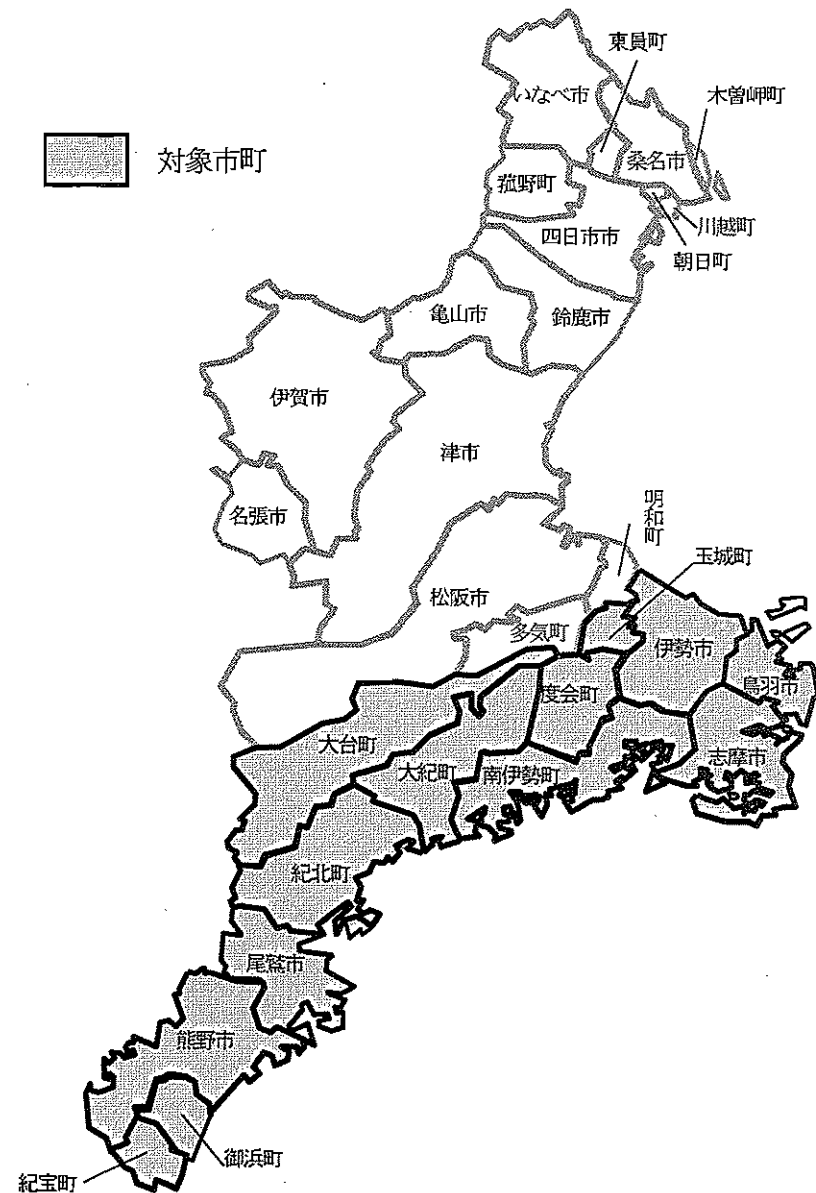 東員町
いなべ市
木曽岬町
桑名市
対象市町
菰野町
川越町
四日市市
朝日町
亀山市
鈴鹿市
伊賀市
津市
名張市
明和町
玉城町
松阪市
多気町
伊勢市
度会町
鳥羽市
大台町
志摩市
大紀町
南伊勢町
紀北町
尾鷲市
熊野市
御浜町
紀宝町